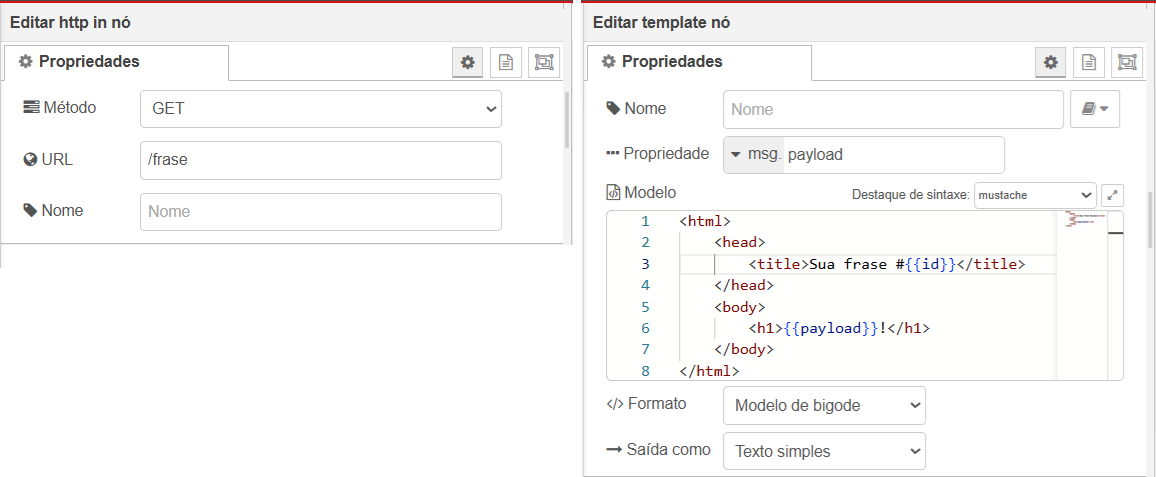 Editar http in nó
Propriedades
Método
GET
URL
/frase
Nome
Nome
Editar template nó
Propriedades
Nome
Nome
Propriedade
msg. payload
Modelo
Destaque de sintaxe: mustache
1 <html>
2 <head>
3 <title>Sua frase #{{id}}</title>
4 </head>
5 <body>
6 <h1>{{payload}}!</h1>
7 </body>
8 </html>
</> Formato
Modelo de bigode
Saída como
Texto simples